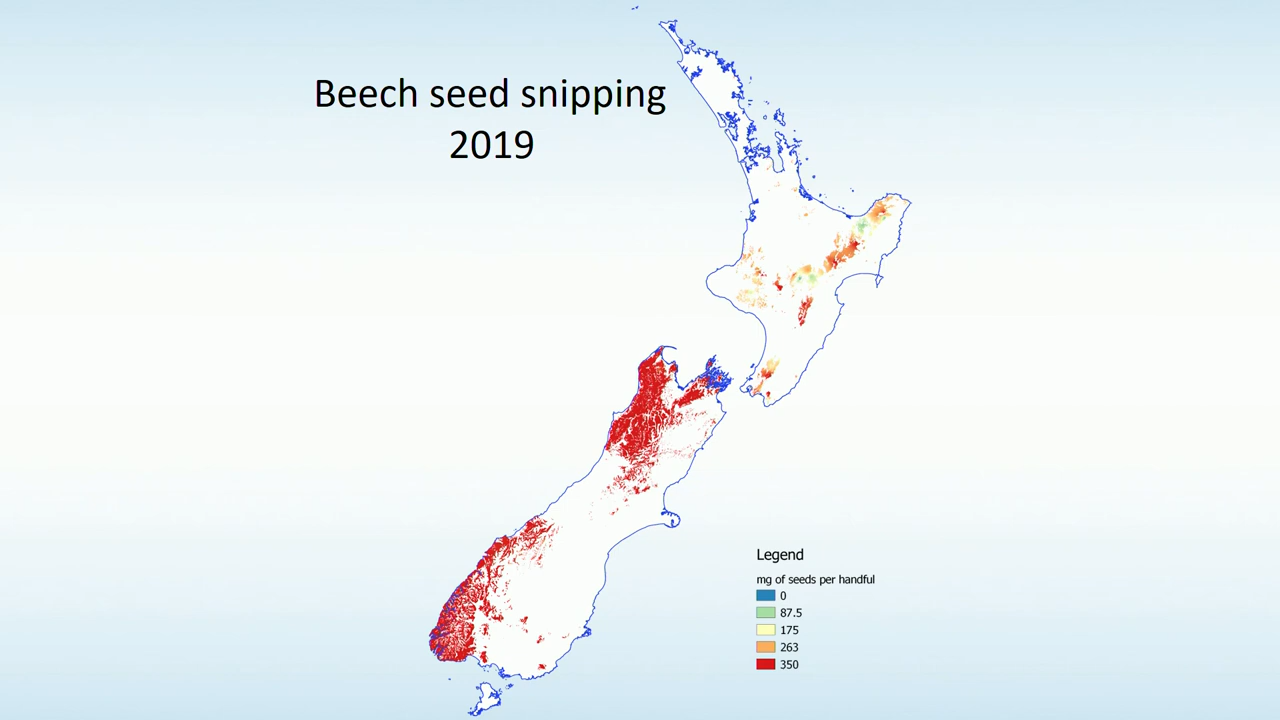 Beech seed snipping
2019
Legend
mg of seeds per handful
0
87.5
175
263
350